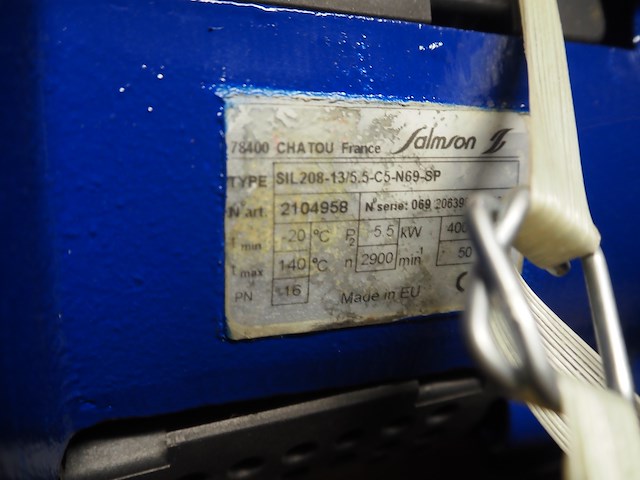 78400 CHATOU France Salmson
TYPE SIL208-13/5.5-C5-N69-SP
N°art. 2104958 N°serie: 069 20639
t min -20 °C P2 5.5 kW 400
t max 140 °C n 2900 min-1 50
PN 16 Made in EU